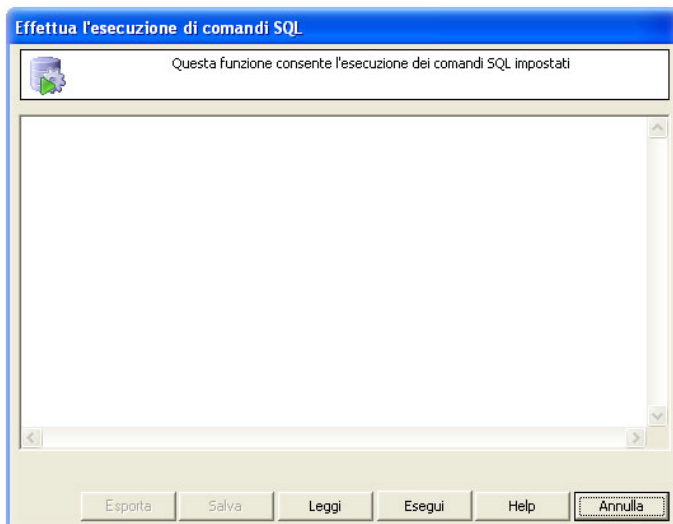 Effettua l'esecuzione di comandi SQL
Questa funzione consente l'esecuzione dei comandi SQL impostati
Esporta Salva Leggi Esegui Help Annulla